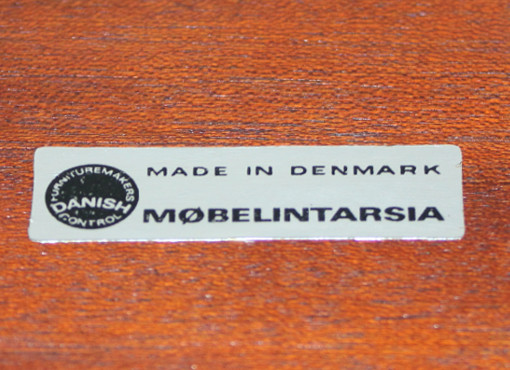 FURNITUREMAKERS
DANISH
CONTROL
MADE IN DENMARK
MØBELINTARSIA